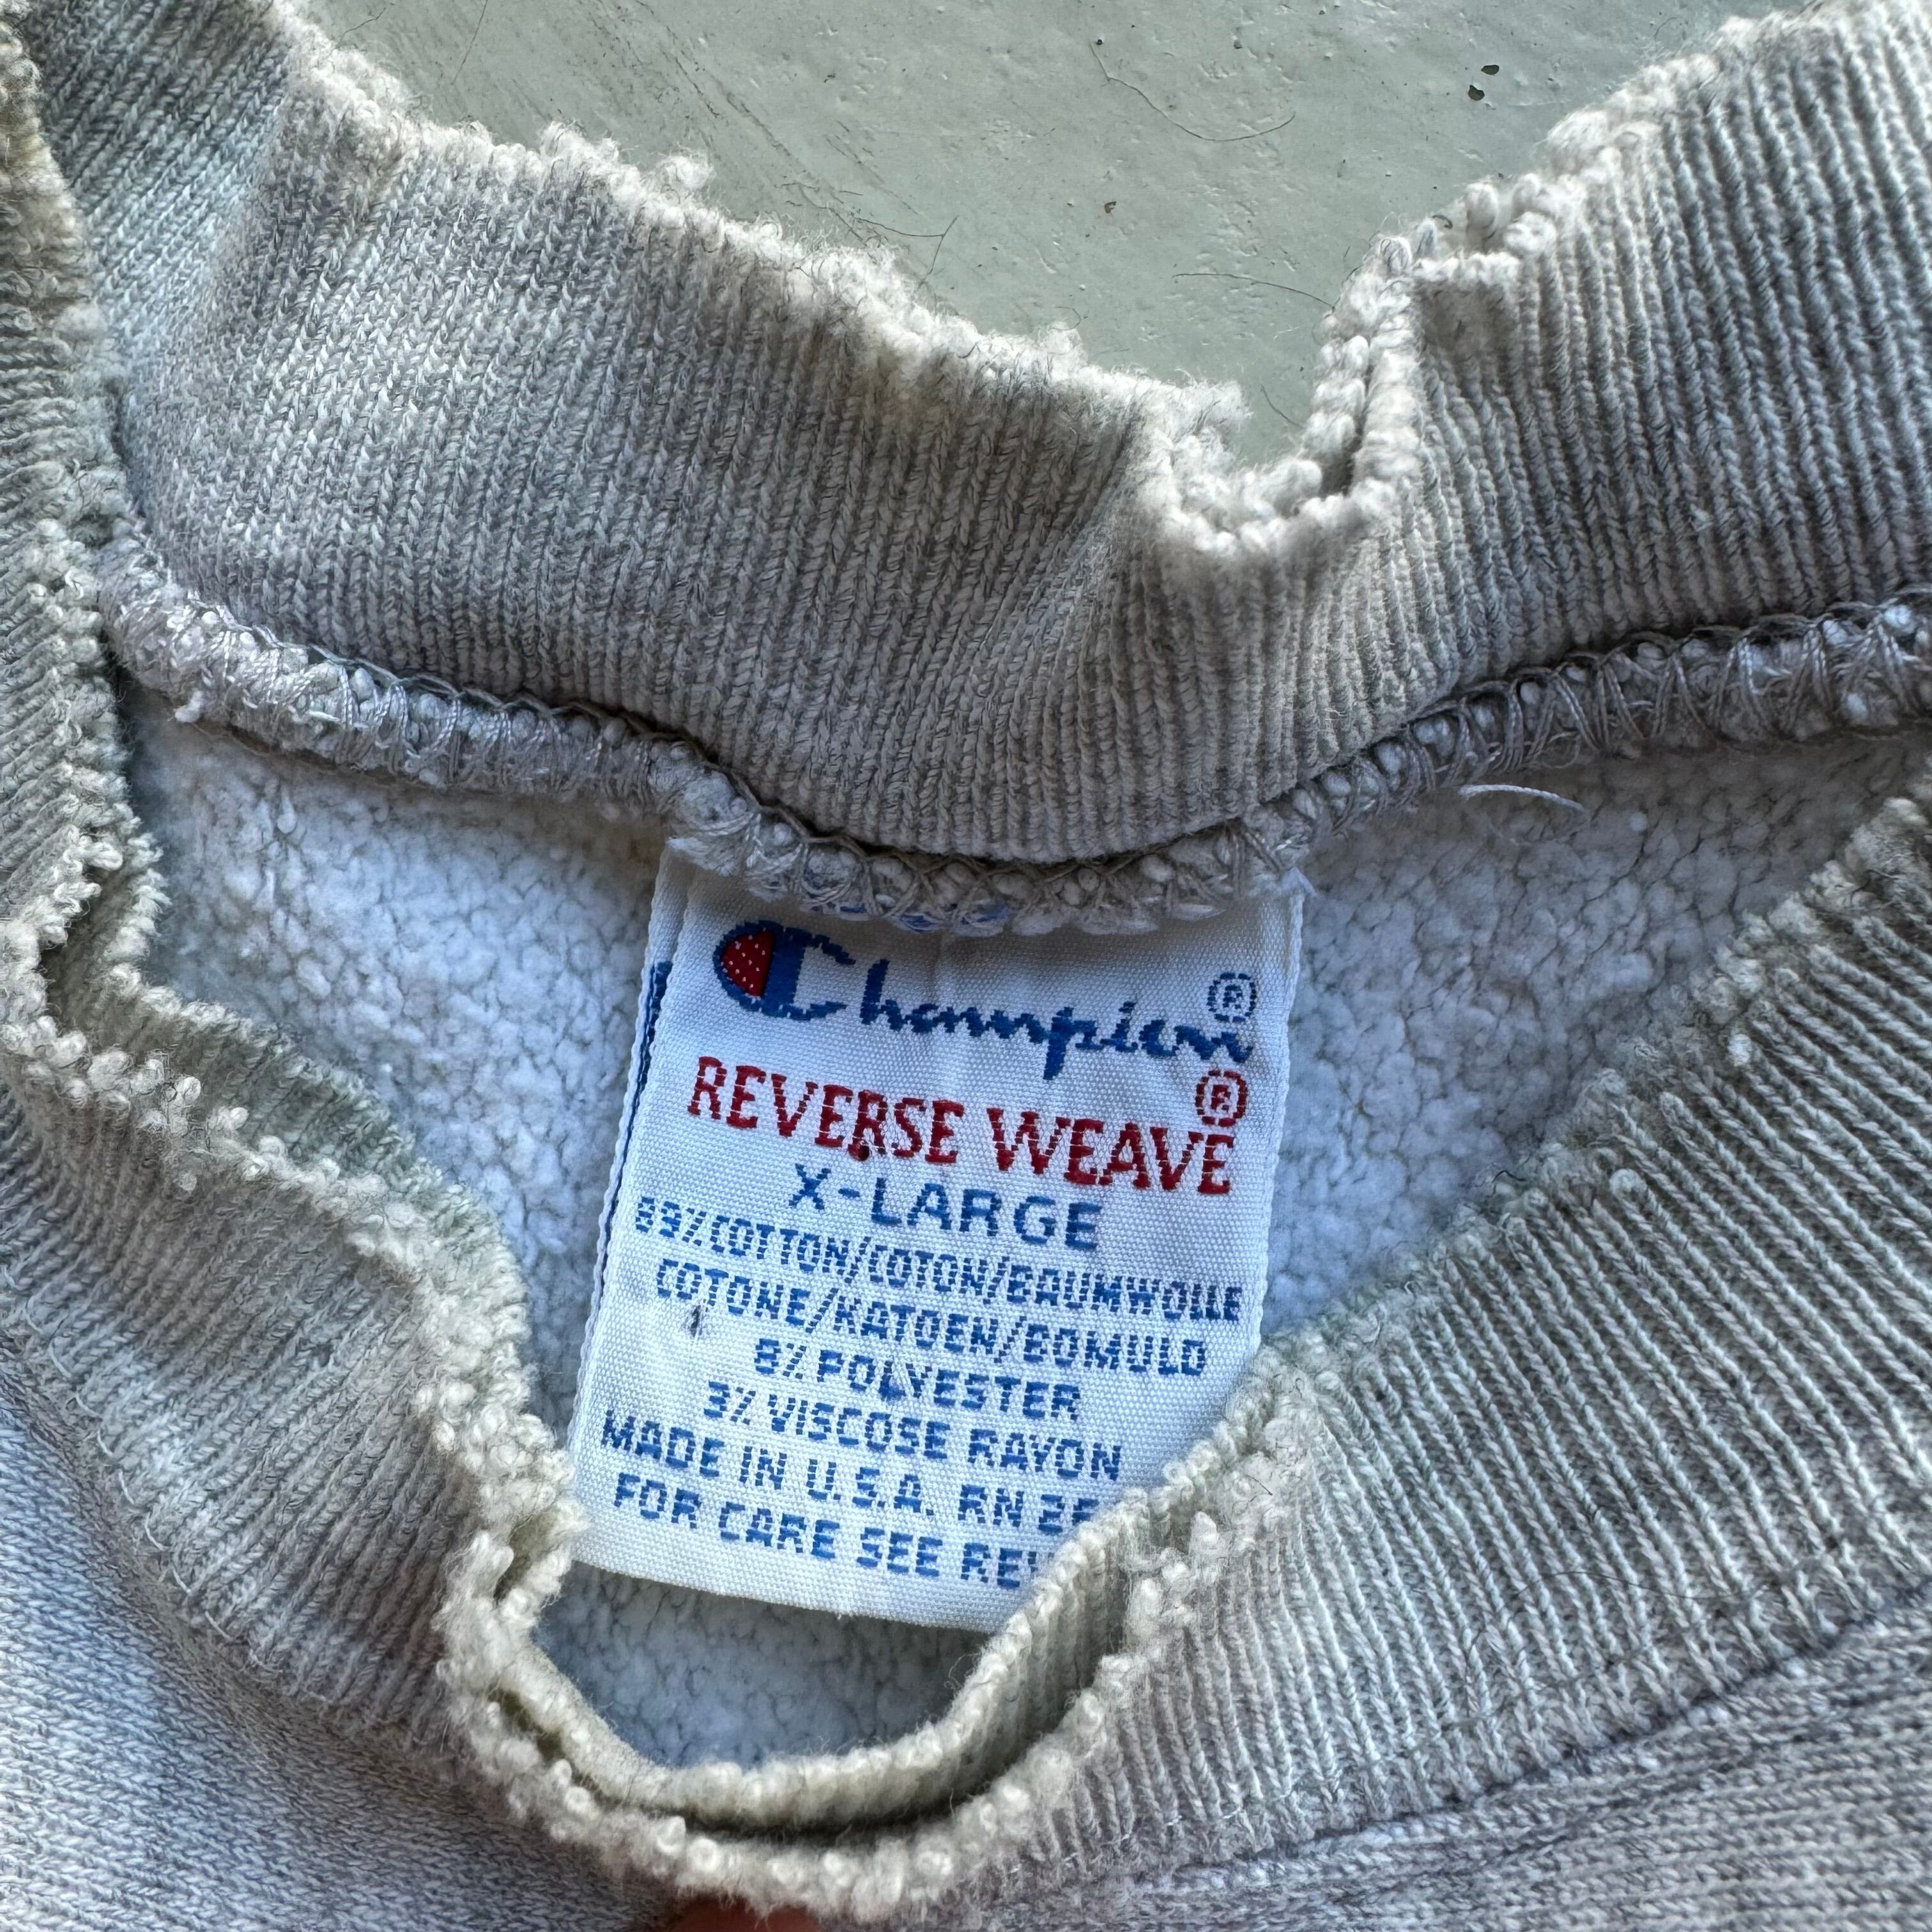 Champion®
REVERSE WEAVE®
X-LARGE
89% COTTON/COTON/BAUMWOLLE
COTONE/KATOEN/BOMULD
8% POLYESTER
3% VISCOSE RAYON
MADE IN U.S.A. RN
FOR CARE SEE